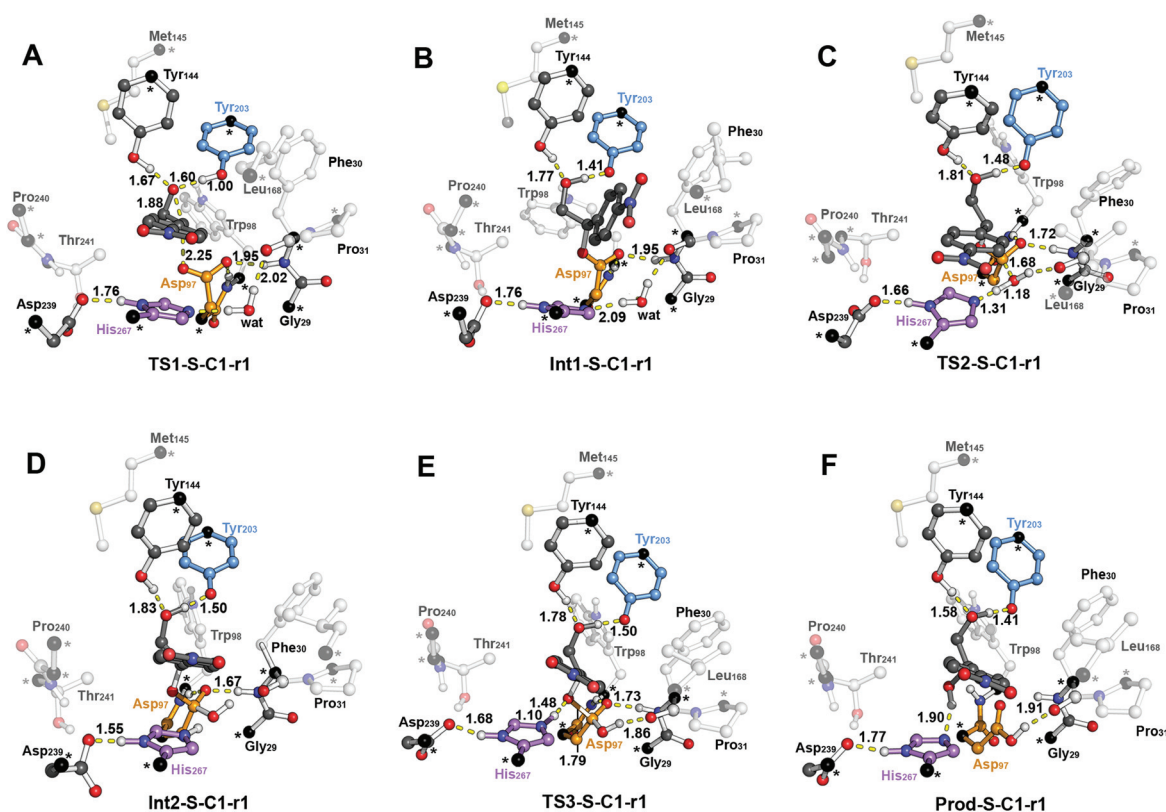 A
Met145
*
Tyr144
*
Tyr203
*
1.67
1.60
1.00
Phe30
Leu168
*
1.88
Pro240
*
*
Trp98
Thr241
2.25
1.95
Pro31
Asp97
2.02
1.76
Asp239
*
His267
*
*
wat
Gly29
*
TS1-S-C1-r1
B
Met145
*
Tyr144
*
Tyr203
*
1.41
1.77
Phe30
Trp98
Pro240
*
*
Leu168
*
Thr241
1.95
Pro31
Asp97
*
1.76
Asp239
*
His267
*
2.09
wat
Gly29
*
Int1-S-C1-r1
C
Met145
*
Tyr144
*
Tyr203
*
1.48
1.81
Trp98
Phe30
Pro240
*
*
Thr241
1.72
Asp97
1.68
Pro31
Gly29
*
1.18
Leu168
Asp239
*
1.66
1.31
His267
*
TS2-S-C1-r1
D
Met145
*
Tyr144
*
Tyr203
*
1.83
1.50
Pro240
*
*
Trp98
Phe30
Thr241
1.67
Asp97
Pro31
1.55
Asp239
*
His267
*
Gly29
*
Int2-S-C1-r1
E
Met145
*
Tyr144
*
Tyr203
*
Phe30
1.78
1.50
Pro240
*
*
Trp98
Thr241
Leu168
1.48
1.73
1.10
Asp239
*
1.68
Asp97
1.86
His267
*
1.79
Gly29
*
Pro31
TS3-S-C1-r1
F
Met145
*
Tyr144
*
Tyr203
*
Phe30
1.58
1.41
Pro240
*
*
Trp98
Leu168
Thr241
1.90
1.91
Asp239
*
1.77
Asp97
His267
*
Gly29
*
Pro31
Prod-S-C1-r1